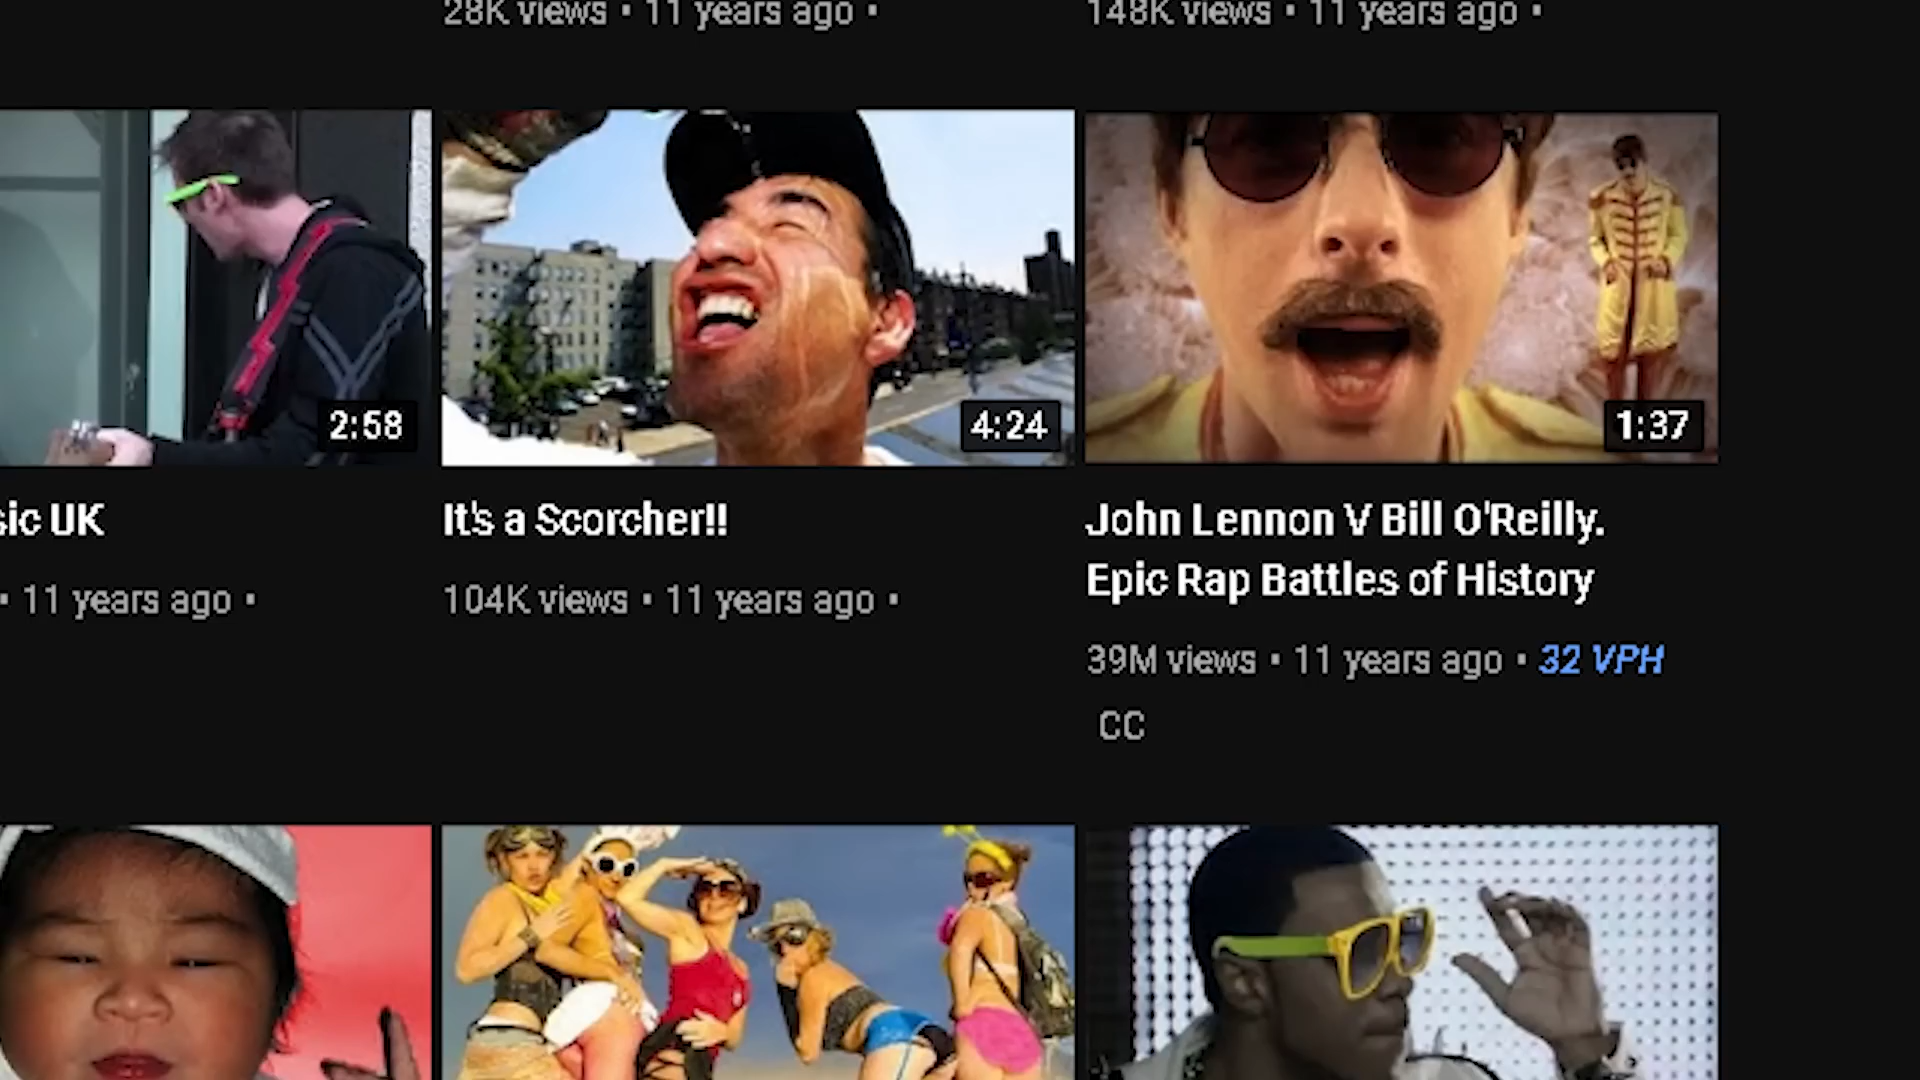 28K views • 11 years ago •
148K views • 11 years ago •
2:58
4:24
1:37
sic UK
• 11 years ago •
It's a Scorcher!!
104K views • 11 years ago •
John Lennon V Bill O'Reilly.
Epic Rap Battles of History
39M views • 11 years ago • 32 VPH
CC